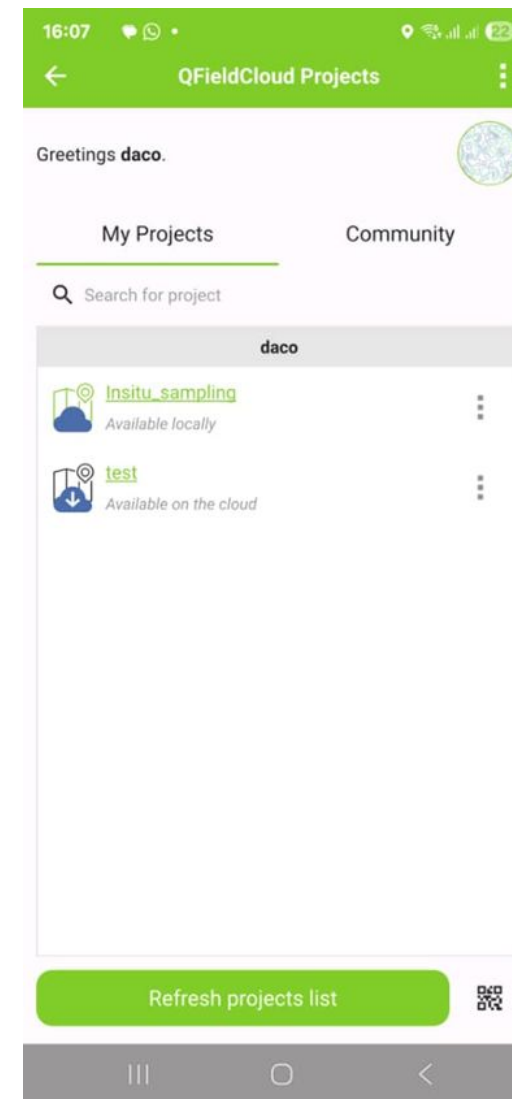 16:07
22
QFieldCloud Projects
Greetings daco.
My Projects
Community
Search for project
daco
Insitu_sampling
Available locally
test
Available on the cloud
Refresh projects list